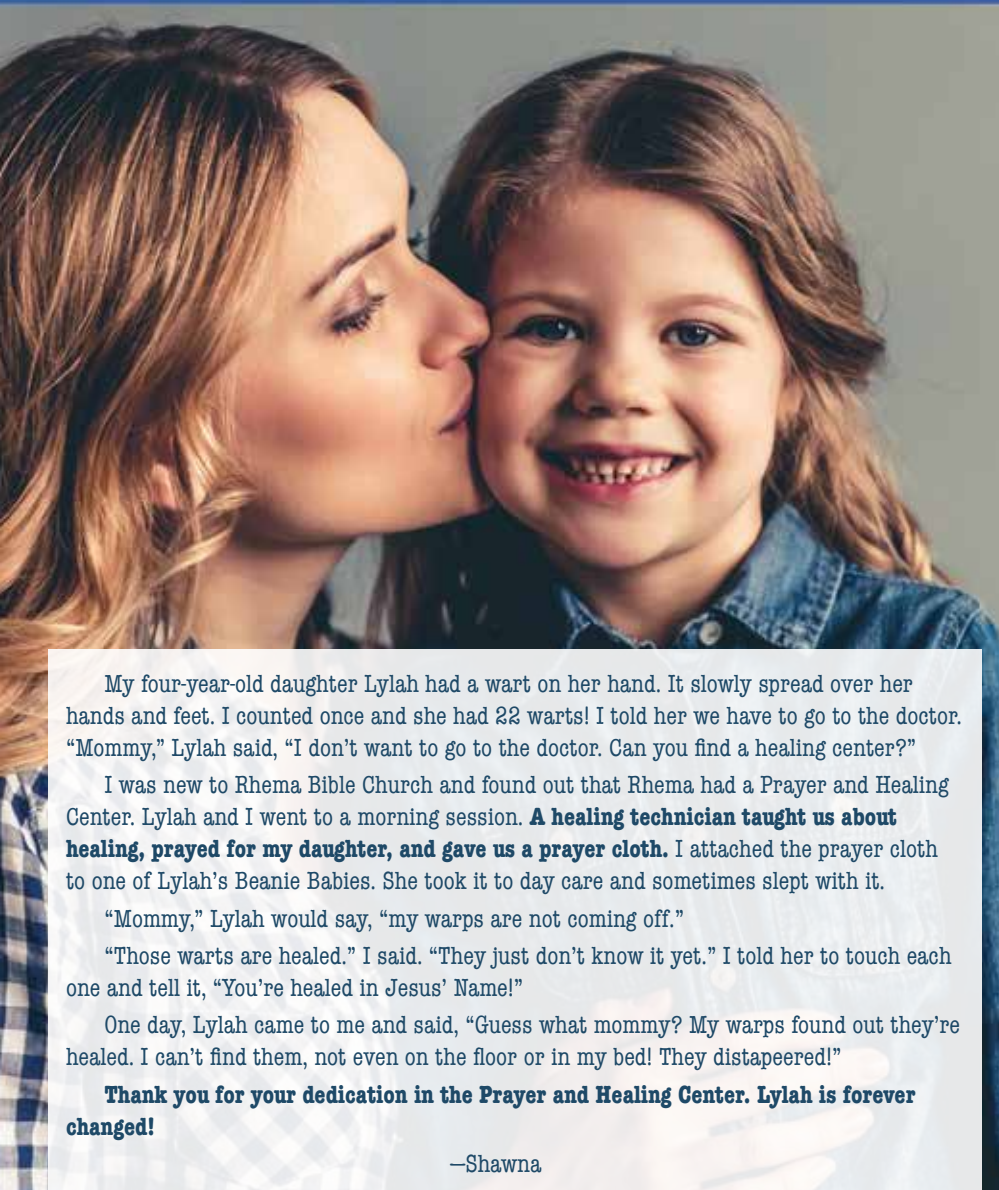 My four-year-old daughter Lylah had a wart on her hand. It slowly spread over her
hands and feet. I counted once and she had 22 warts! I told her we have to go to the doctor.
“Mommy,” Lylah said, “I don’t want to go to the doctor. Can you find a healing center?”
I was new to Rhema Bible Church and found out that Rhema had a Prayer and Healing
Center. Lylah and I went to a morning session. A healing technician taught us about
healing, prayed for my daughter, and gave us a prayer cloth. I attached the prayer cloth
to one of Lylah’s Beanie Babies. She took it to day care and sometimes slept with it.
“Mommy,” Lylah would say, “my warps are not coming off.”
“Those warts are healed.” I said. “They just don’t know it yet.” I told her to touch each
one and tell it, “You’re healed in Jesus’ Name!”
One day, Lylah came to me and said, “Guess what mommy? My warps found out they’re
healed. I can’t find them, not even on the floor or in my bed! They distapeered!”
Thank you for your dedication in the Prayer and Healing Center. Lylah is forever
changed!
—Shawna